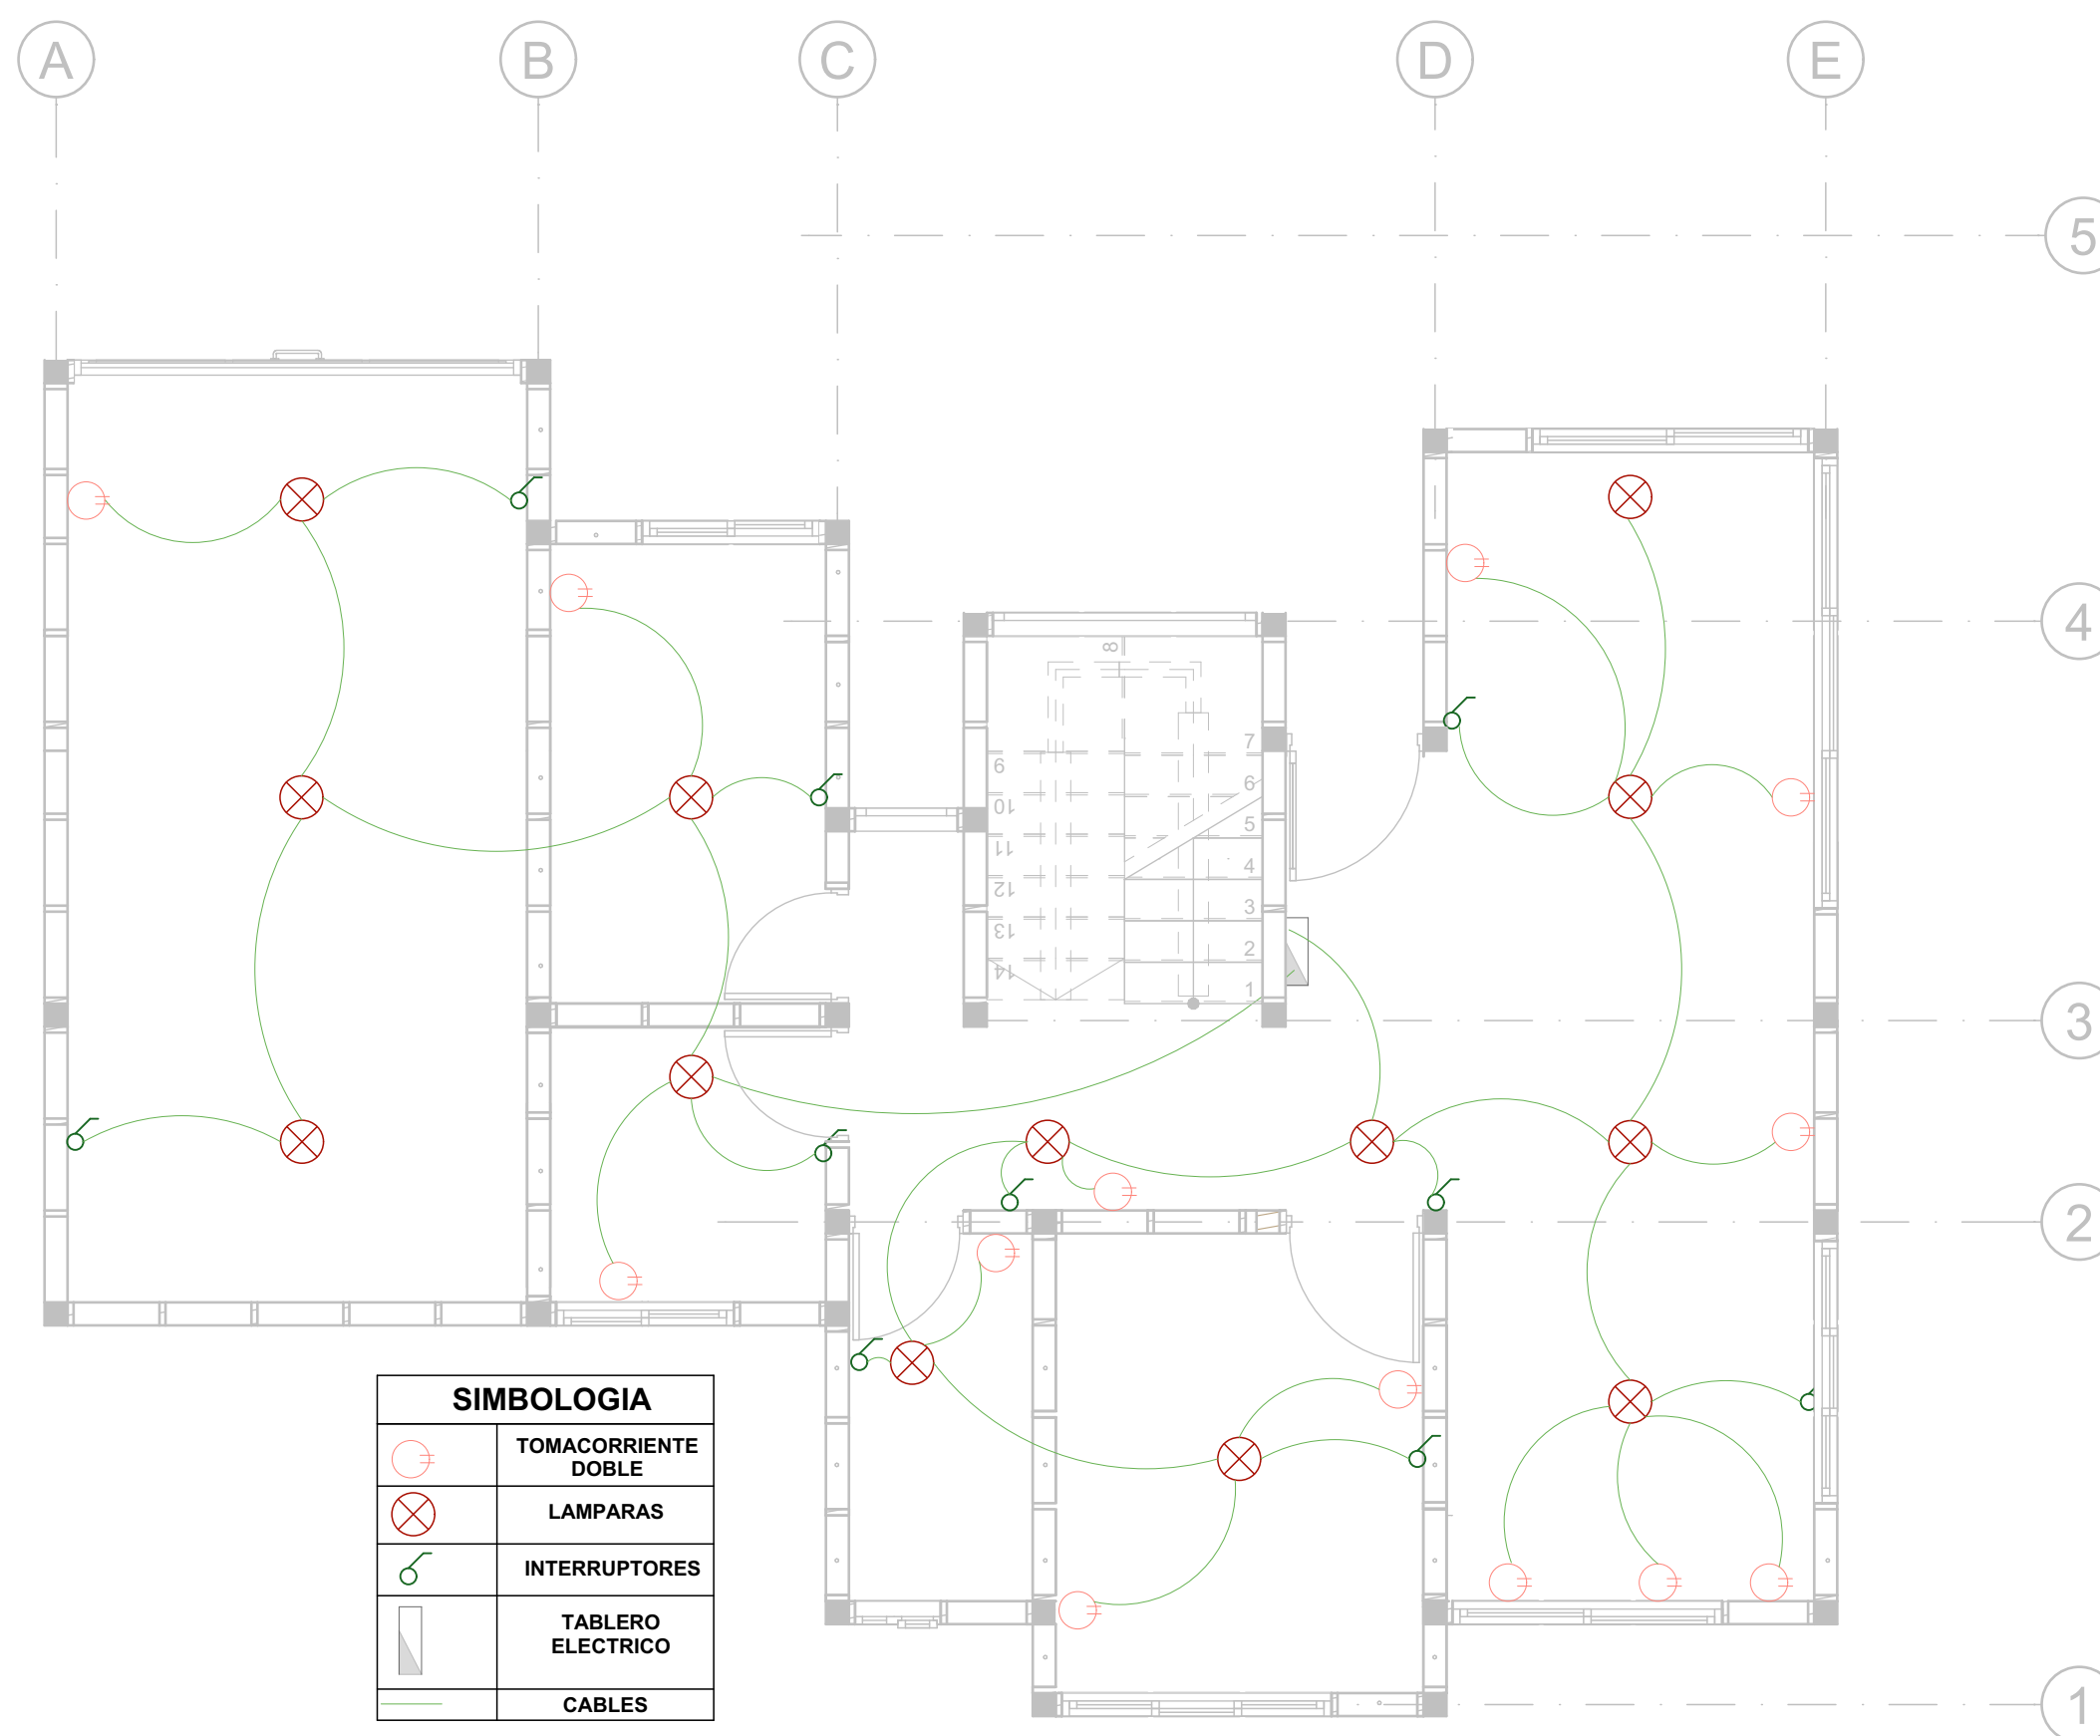 A B C D E
5
4
3
2
1
8
7
6
5
4
3
2
1
9
10
11
12
13
14
SIMBOLOGIA
TOMACORRIENTE
DOBLE
LAMPARAS
INTERRUPTORES
TABLERO
ELECTRICO
CABLES